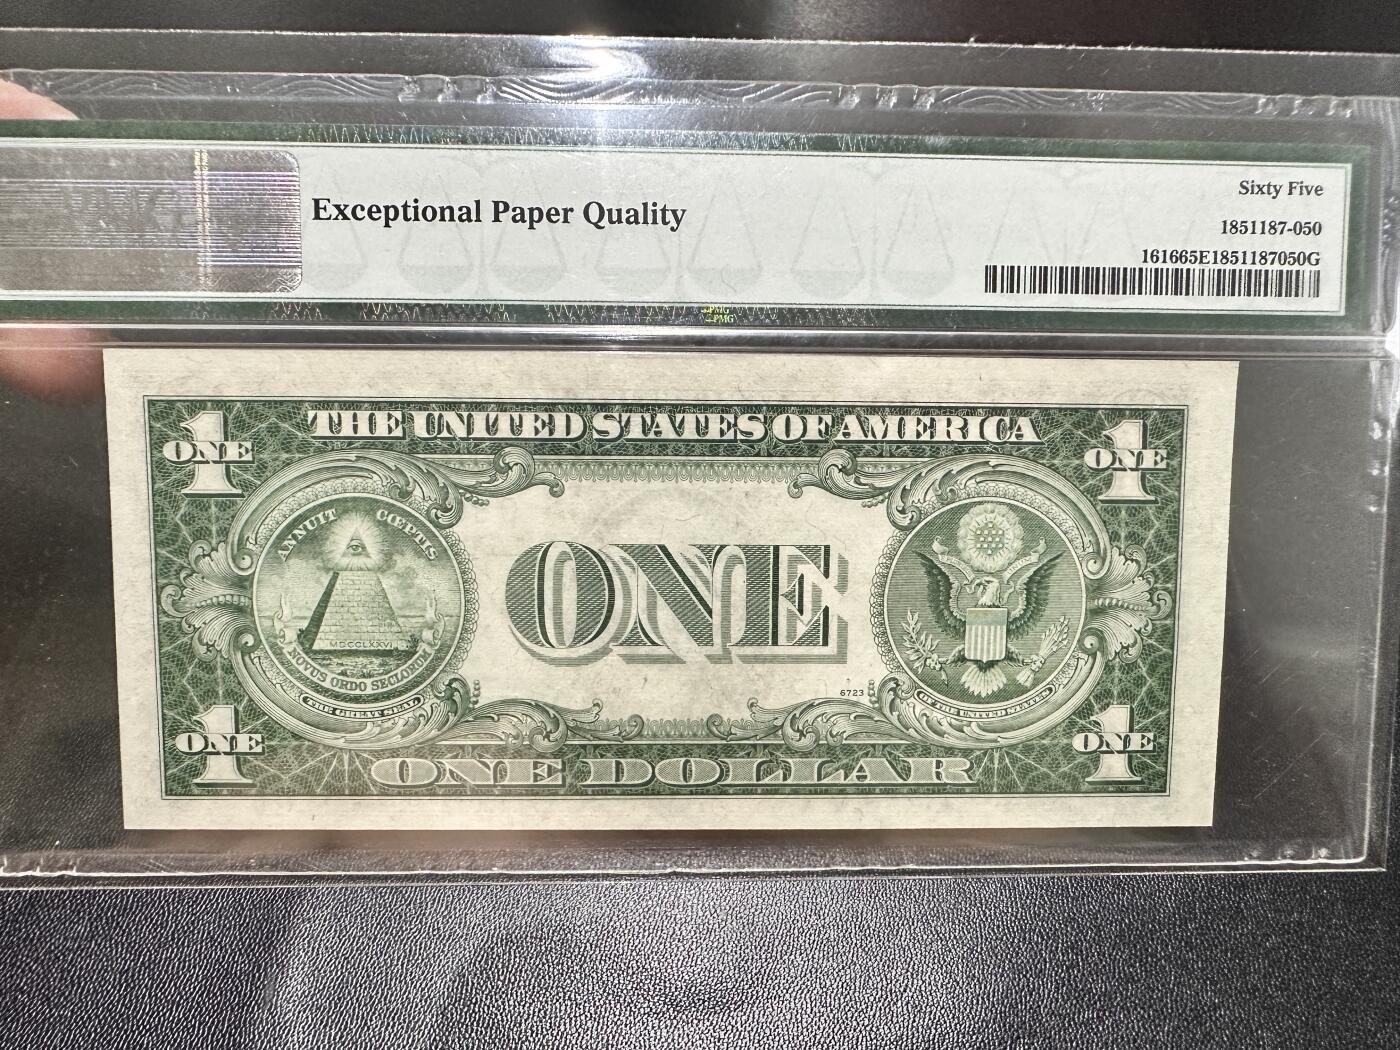 Exceptional Paper Quality
Sixty Five
1851187-050
161665E1851187050G
PMG
PMG
THE UNITED STATES OF AMERICA
1
ONE
1
ONE
ANNUIT CŒPTIS
MDCCLXXVI
NOVUS ORDO SECLORUM
THE GREAT SEAL
ONE
6723
OF THE UNITED STATES
1
ONE
1
ONE
ONE DOLLAR